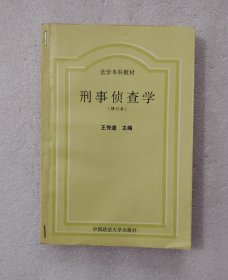 法学本科教材
刑事侦查学
（修订本）
王传道 主编
中国政法大学出版社